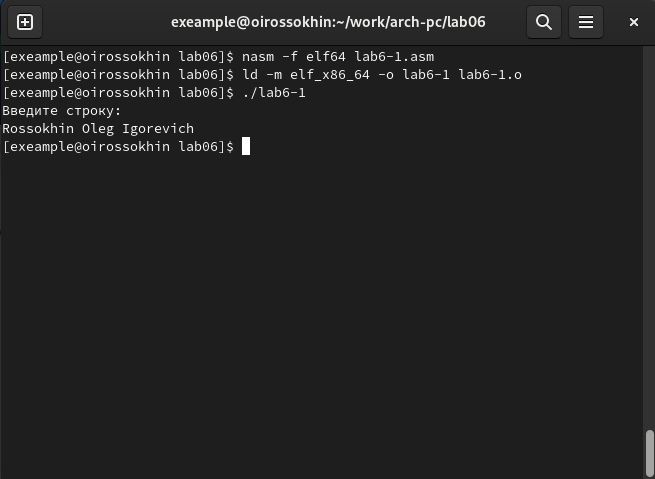 exeample@oirossokhin:~/work/arch-pc/lab06
[exeample@oirossokhin lab06]$ nasm -f elf64 lab6-1.asm
[exeample@oirossokhin lab06]$ ld -m elf_x86_64 -o lab6-1 lab6-1.o
[exeample@oirossokhin lab06]$ ./lab6-1
Введите строку:
Rossokhin Oleg Igorevich
[exeample@oirossokhin lab06]$